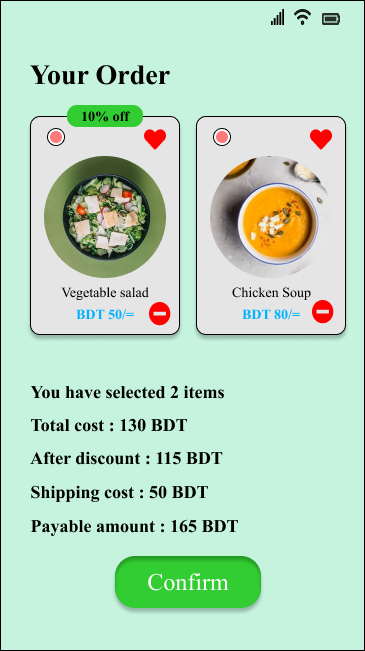 Your Order
10% off
Vegetable salad
BDT 50/=
Chicken Soup
BDT 80/=
You have selected 2 items
Total cost : 130 BDT
After discount : 115 BDT
Shipping cost : 50 BDT
Payable amount : 165 BDT
Confirm